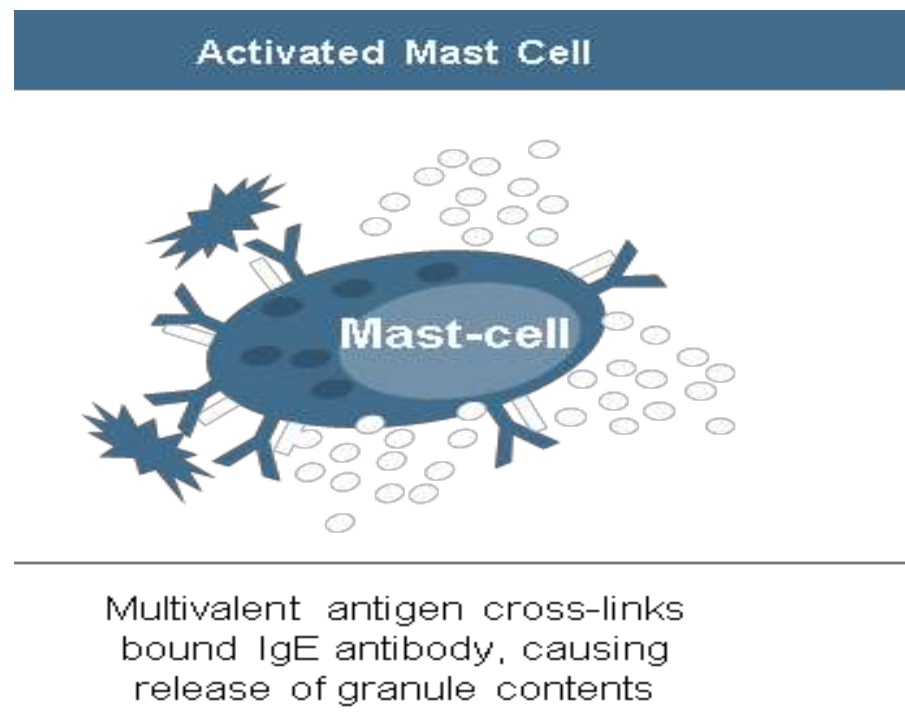 Activated Mast Cell
Mast-cell
Multivalent antigen cross-links
bound IgE antibody, causing
release of granule contents